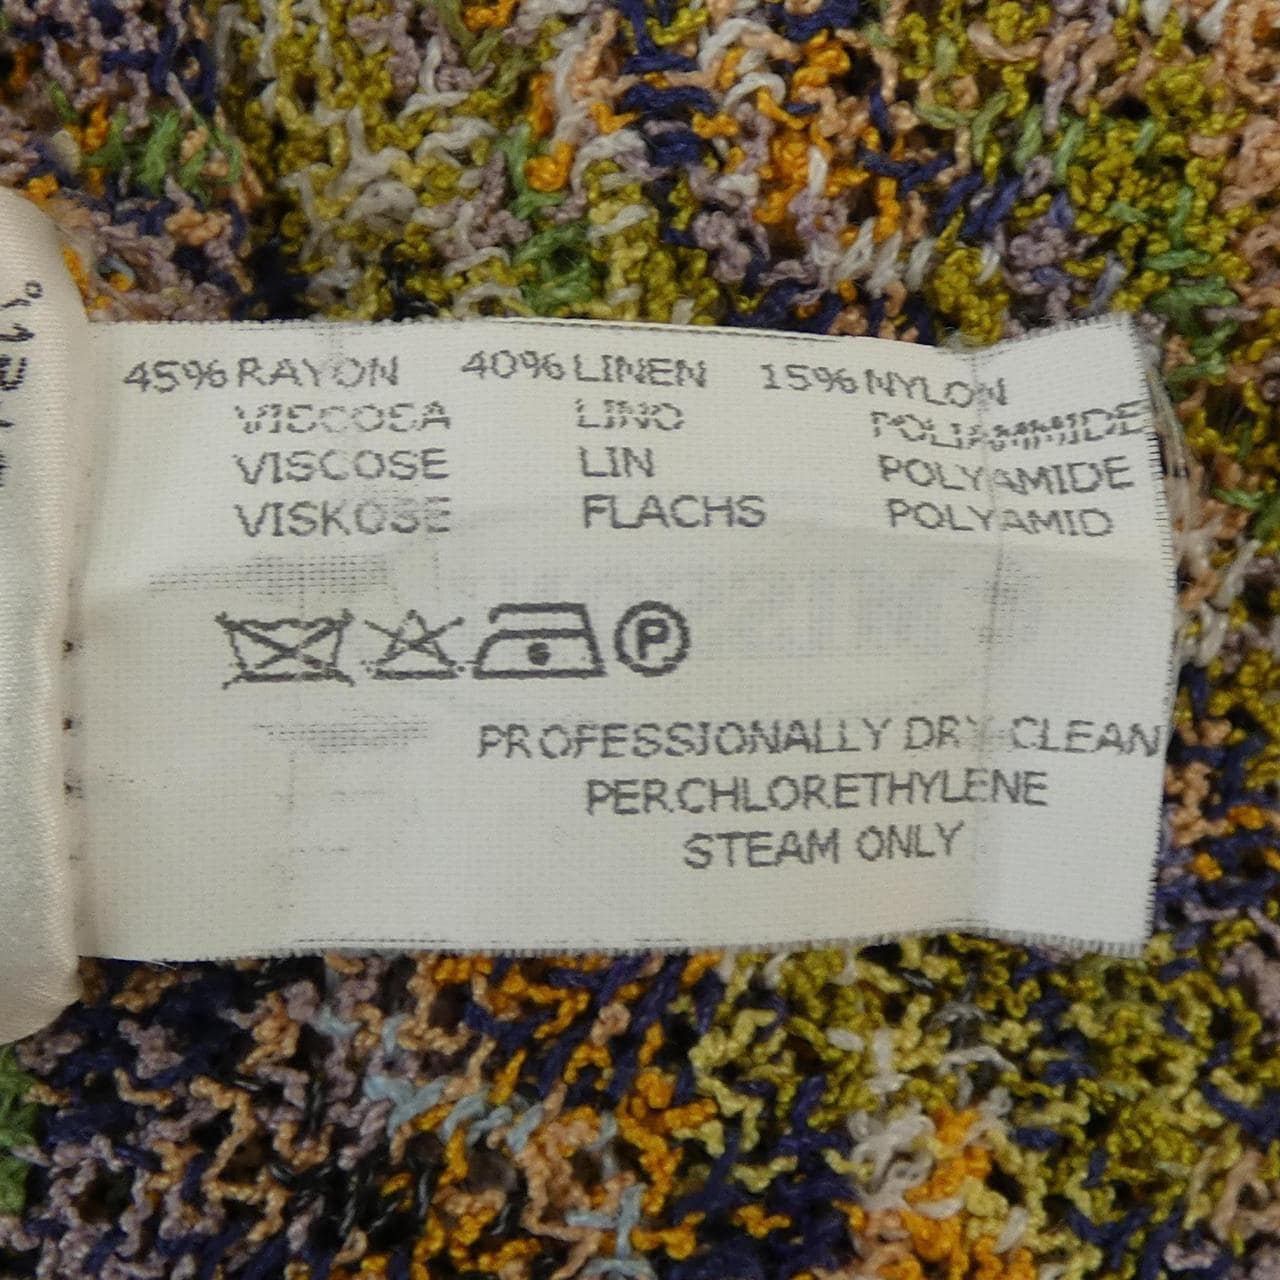 45% RAYON 40% LINEN 15% NYLON
VISCOSA LINO POLIAMMIDE
VISCOSE LIN POLYAMIDE
VISKOSE FLACHS POLYAMID
P
PROFESSIONALLY DRY CLEAN
PERCHLORETHYLENE
STEAM ONLY